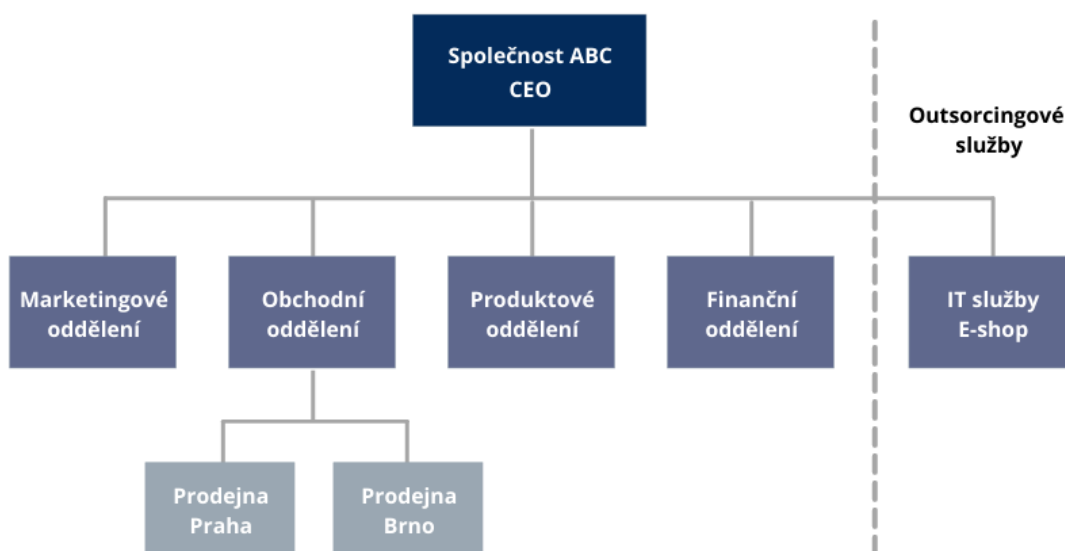 Společnost ABC
CEO
Outsorcingové
služby
Marketingové
oddělení
Obchodní
oddělení
Produktové
oddělení
Finanční
oddělení
IT služby
E-shop
Prodejna
Praha
Prodejna
Brno